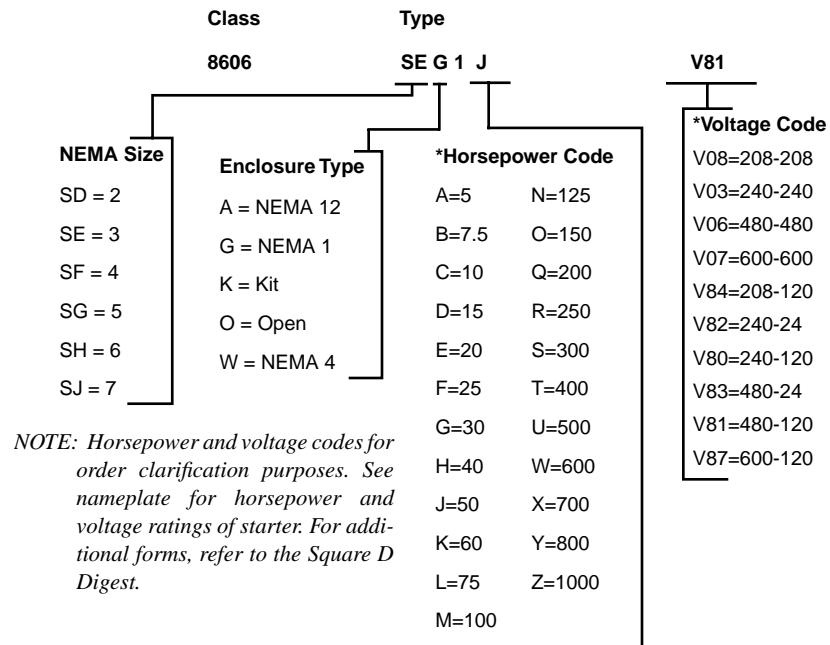 Class Type
8606 SE G 1 J V81
NEMA Size
SD = 2
SE = 3
SF = 4
SG = 5
SH = 6
SJ = 7
Enclosure Type
A = NEMA 12
G = NEMA 1
K = Kit
O = Open
W = NEMA 4
*Horsepower Code
A=5 N=125
B=7.5 O=150
C=10 Q=200
D=15 R=250
E=20 S=300
F=25 T=400
G=30 U=500
H=40 W=600
J=50 X=700
K=60 Y=800
L=75 Z=1000
M=100
*Voltage Code
V08=208-208
V03=240-240
V06=480-480
V07=600-600
V84=208-120
V82=240-24
V80=240-120
V83=480-24
V81=480-120
V87=600-120
NOTE: Horsepower and voltage codes for
order clarification purposes. See
nameplate for horsepower and
voltage ratings of starter. For addi-
tional forms, refer to the Square D
Digest.